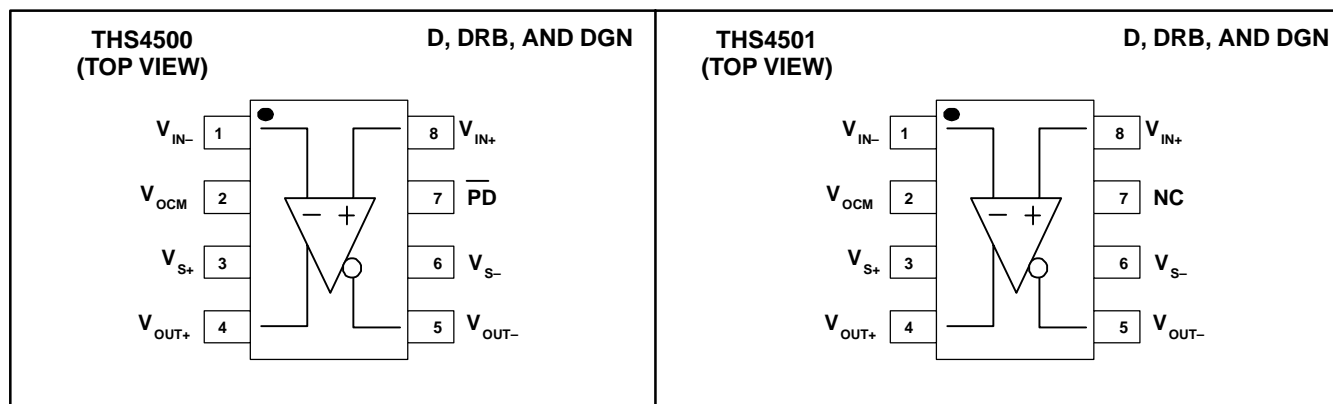 THS4500
(TOP VIEW)
D, DRB, AND DGN
V_IN– 1
8 V_IN+
V_OCM 2
7 P̅D̅
V_S+ 3
6 V_S–
V_OUT+ 4
5 V_OUT–
– +
THS4501
(TOP VIEW)
D, DRB, AND DGN
V_IN– 1
8 V_IN+
V_OCM 2
7 NC
V_S+ 3
6 V_S–
V_OUT+ 4
5 V_OUT–
– +